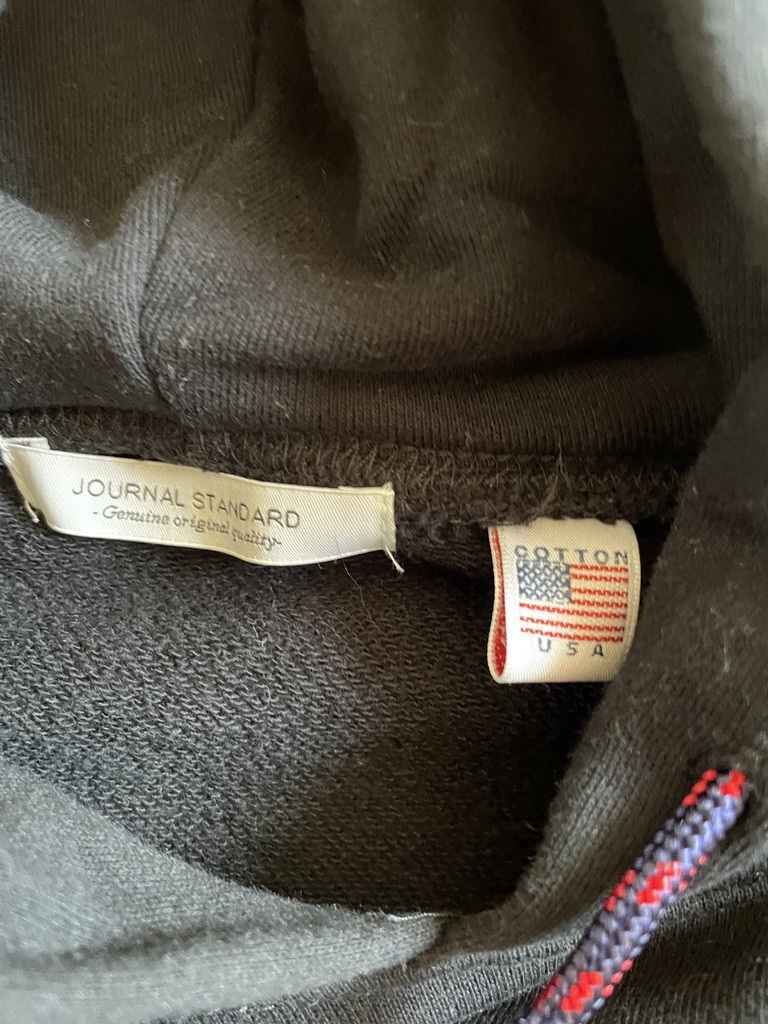 JOURNAL STANDARD
-Genuine original quality-
COTTON
USA